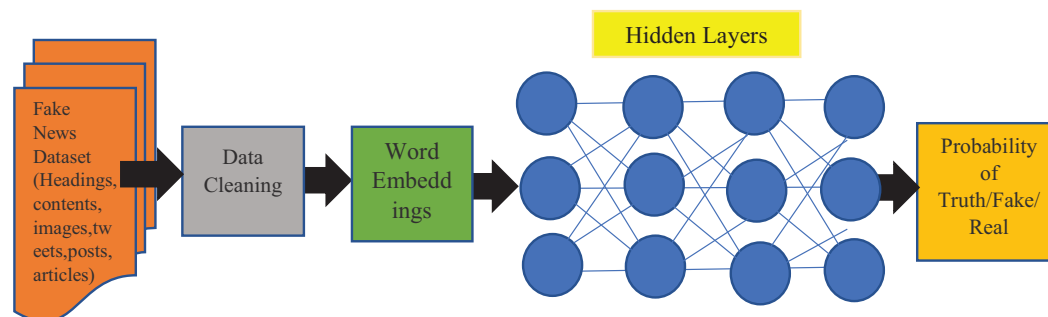 Hidden Layers
Fake
News
Dataset
(Headings,
contents,
images,tw
eets,posts,
articles)
Data
Cleaning
Word
Embedd
ings
Probability
of
Truth/Fake/
Real